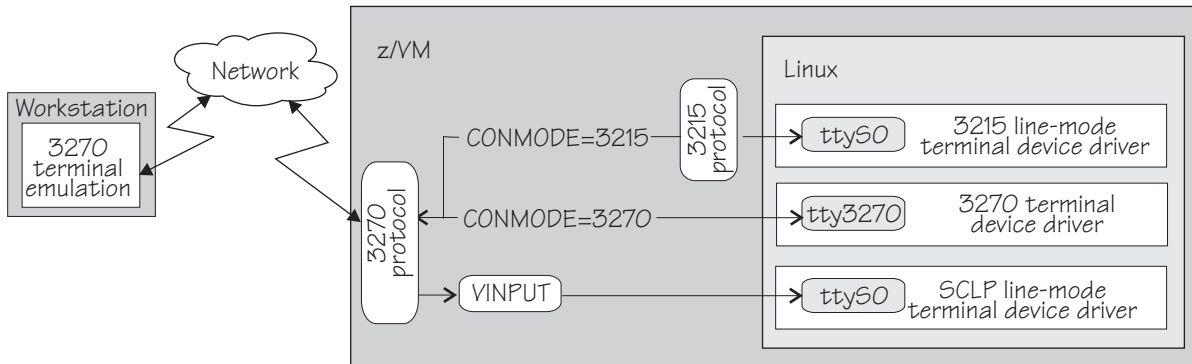 z/VM
Network
Linux
Workstation
3270
terminal
emulation
3270
protocol
CONMODE=3215
3215
protocol
ttyS0
3215 line-mode
terminal device driver
CONMODE=3270
tty3270
3270 terminal
device driver
VINPUT
ttyS0
SCLP line-mode
terminal device driver